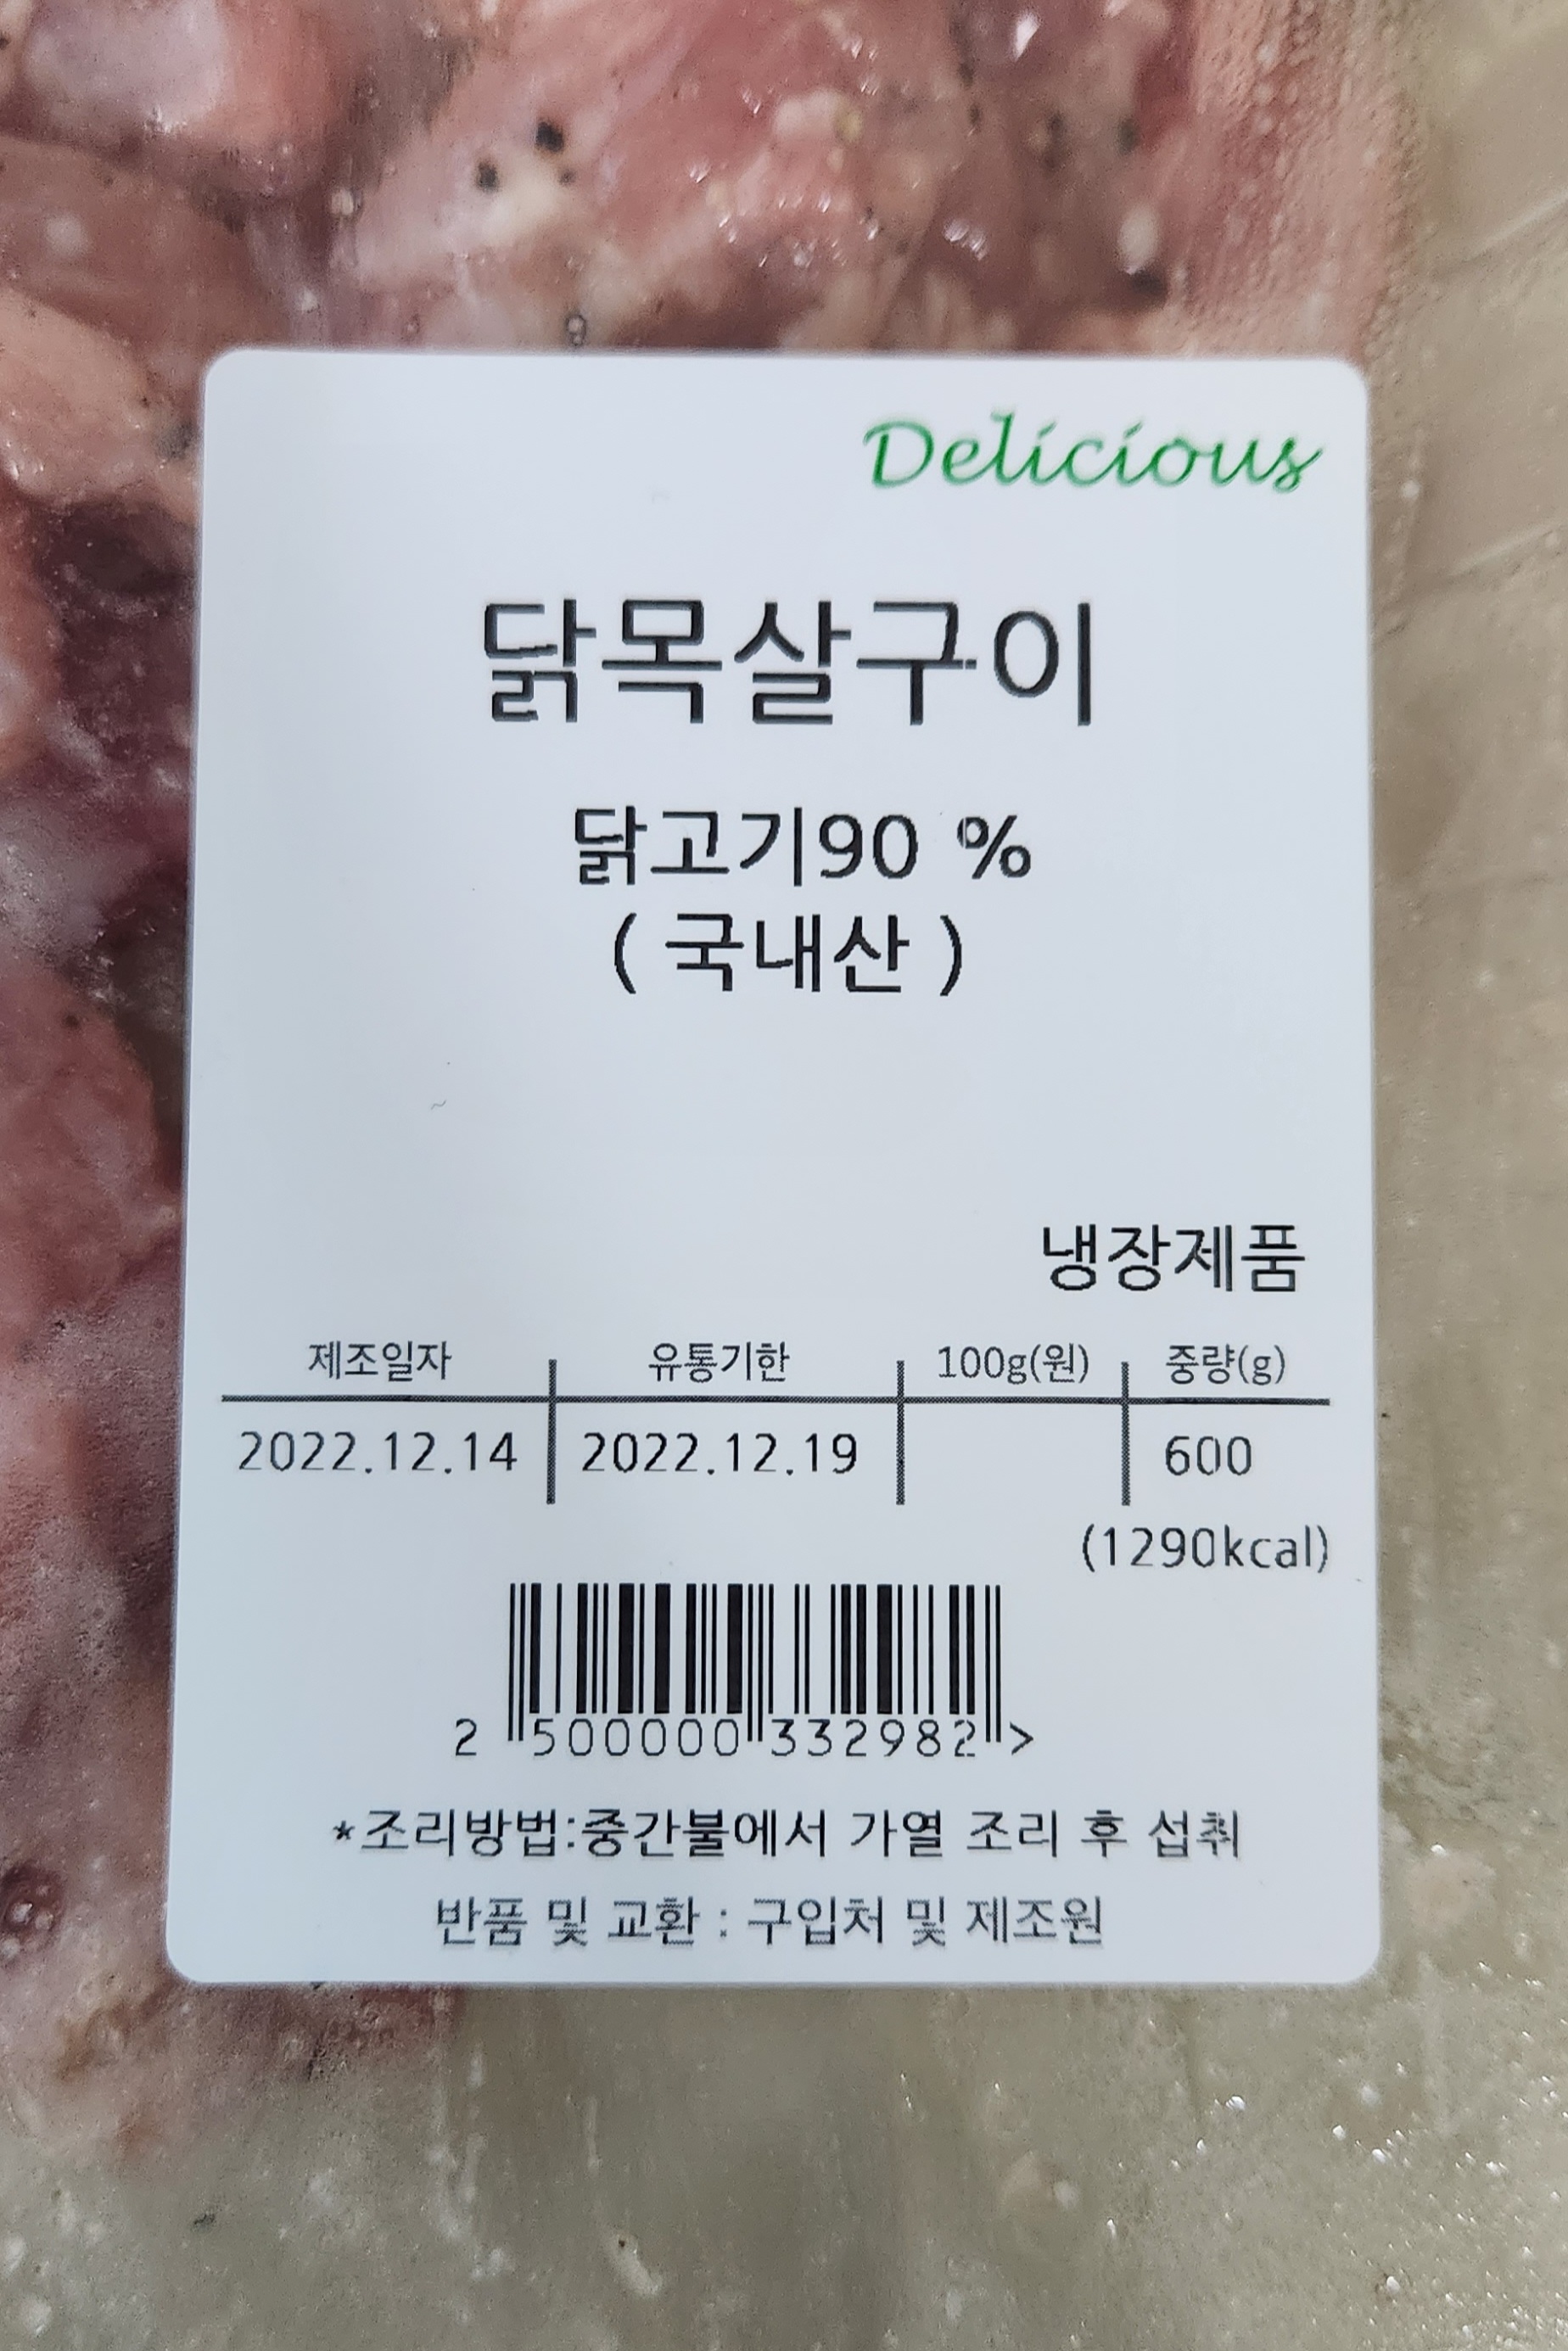 Delicious
닭목살구이
닭고기90 %
( 국내산 )
냉장제품
제조일자 유통기한 100g(원) 중량(g)
2022.12.14 2022.12.19 600
(1290kcal)
2 500000 332982 >
*조리방법:중간불에서 가열 조리 후 섭취
반품 및 교환 : 구입처 및 제조원